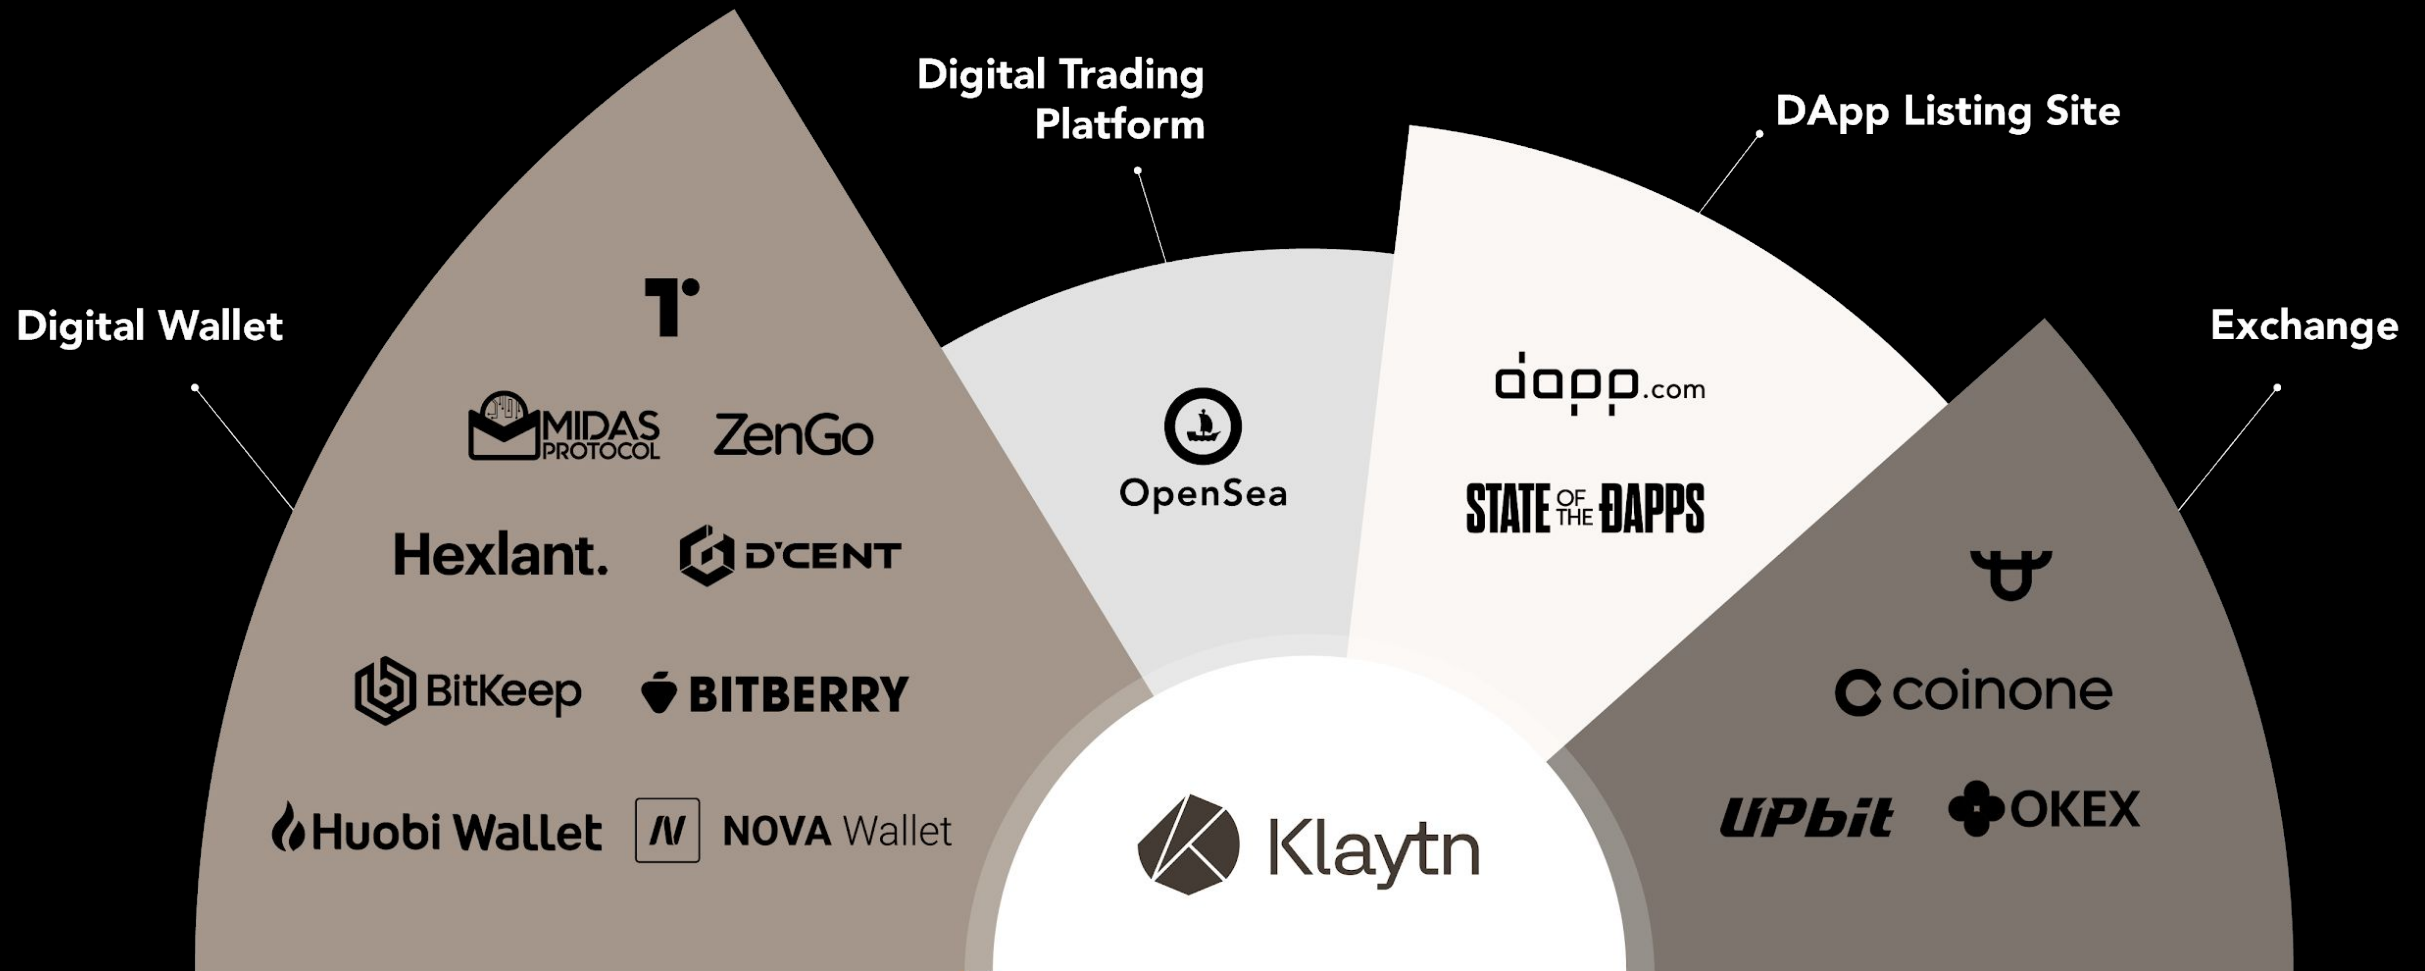 Digital Wallet
Digital Trading
Platform
DApp Listing Site
Exchange
MIDAS
PROTOCOL
ZenGo
Hexlant.
D'CENT
BitKeep
BITBERRY
Huobi Wallet
NOVA Wallet
OpenSea
dapp.com
STATE OF THE ĐAPPS
coinone
UPbit
OKEX
Klaytn